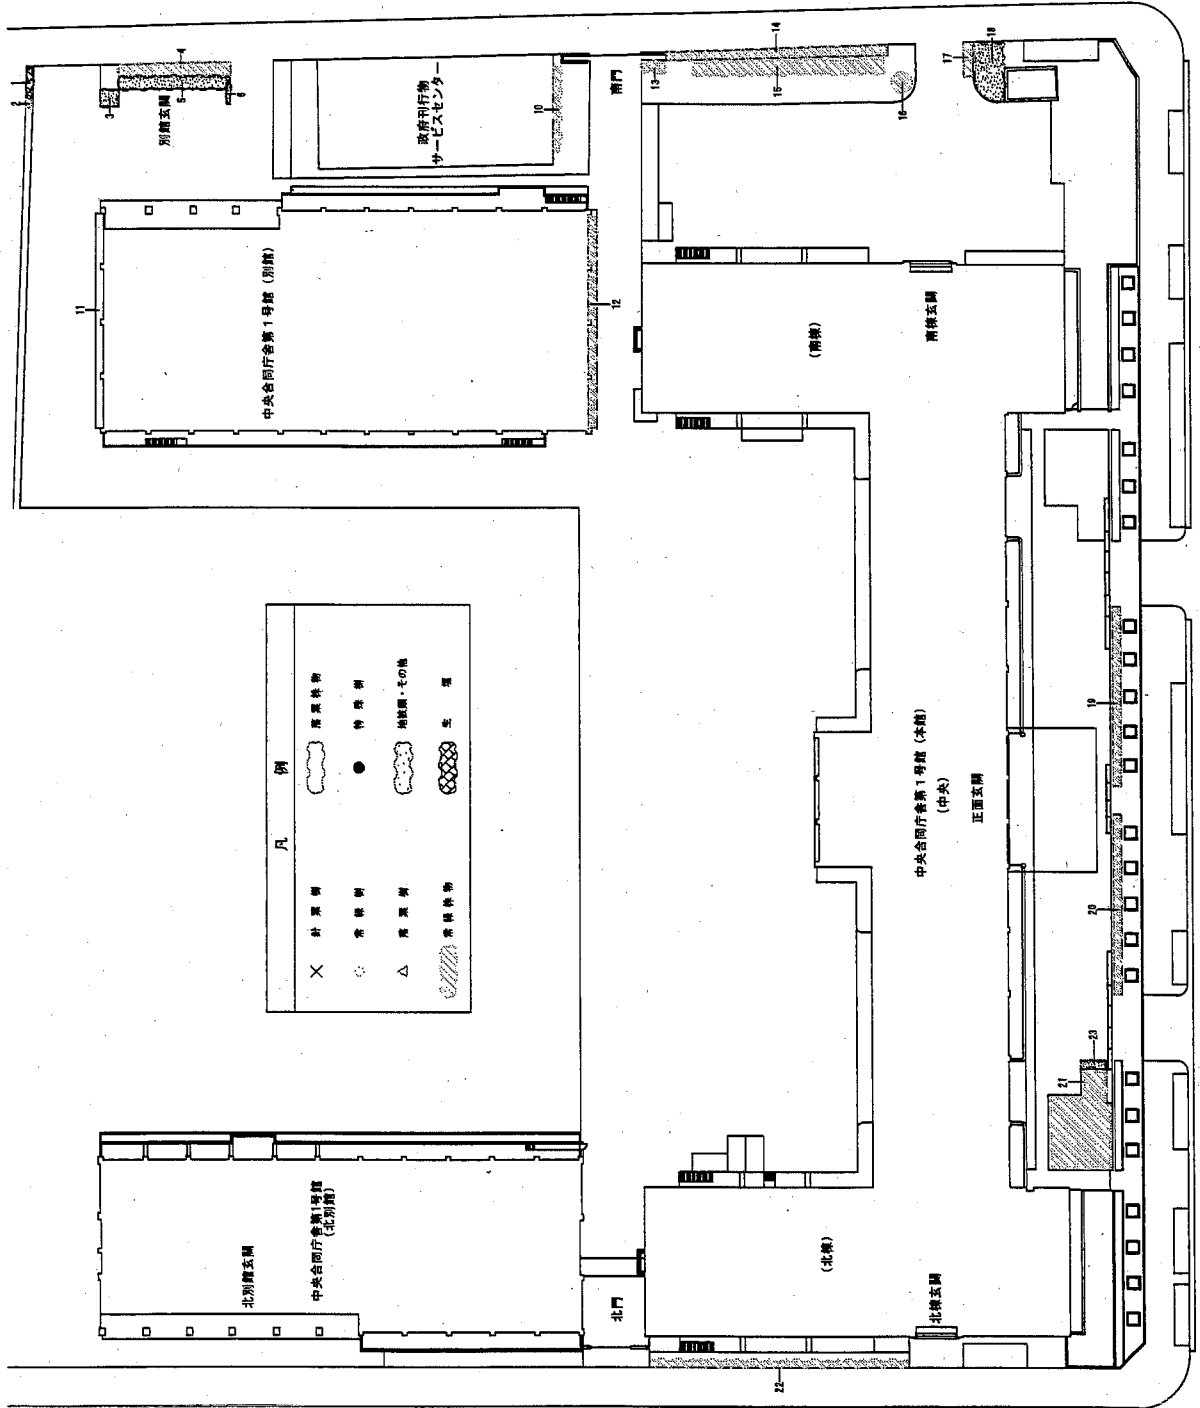 1
2
3
4
5
6
別館玄関
政府刊行物
サービスセンター
10
11
中央合同庁舎第1号館(別館)
12
南門
13
14
15
16
17
18
(南棟)
南棟玄関
凡例
針葉樹
常緑樹
落葉樹
常緑株物
落葉株物
特殊樹
地被類・その他
生垣
中央合同庁舎第1号館(本館)
(中央)
正面玄関
19
20
21
23
北別館玄関
中央合同庁舎第1号館
(北別館)
北門
(北棟)
北棟玄関
22